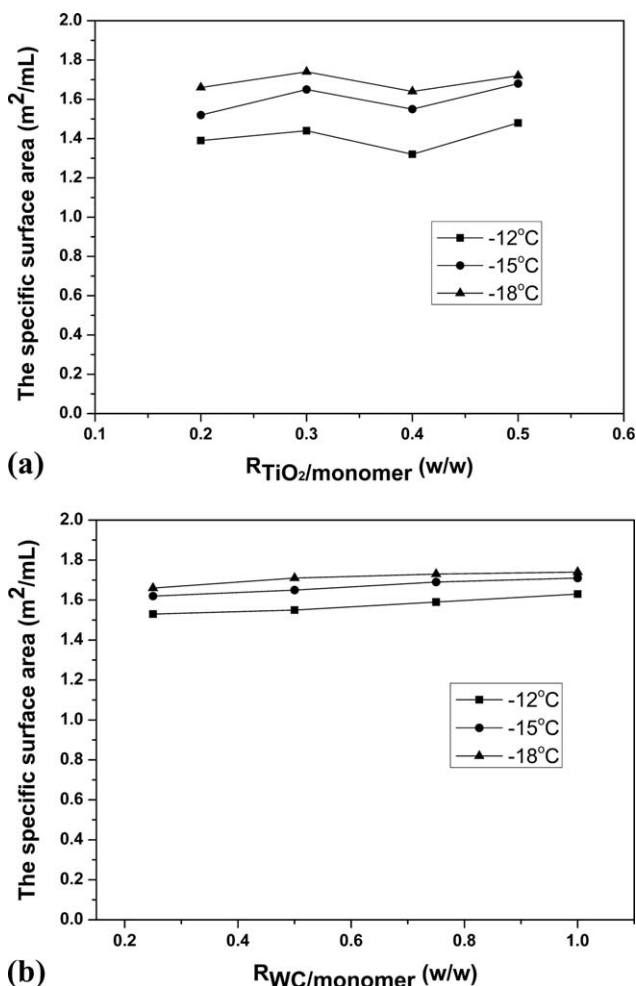 The specific surface area (m²/mL)
2.0
1.8
1.6
1.4
1.2
1.0
0.8
0.6
0.4
0.2
0.0
-12°C
-15°C
-18°C
0.1 0.2 0.3 0.4 0.5 0.6
(a)
RTiO₂/monomer (w/w)
The specific surface area (m²/mL)
2.0
1.8
1.6
1.4
1.2
1.0
0.8
0.6
0.4
0.2
0.0
-12°C
-15°C
-18°C
0.2 0.4 0.6 0.8 1.0
(b)
RWC/monomer (w/w)